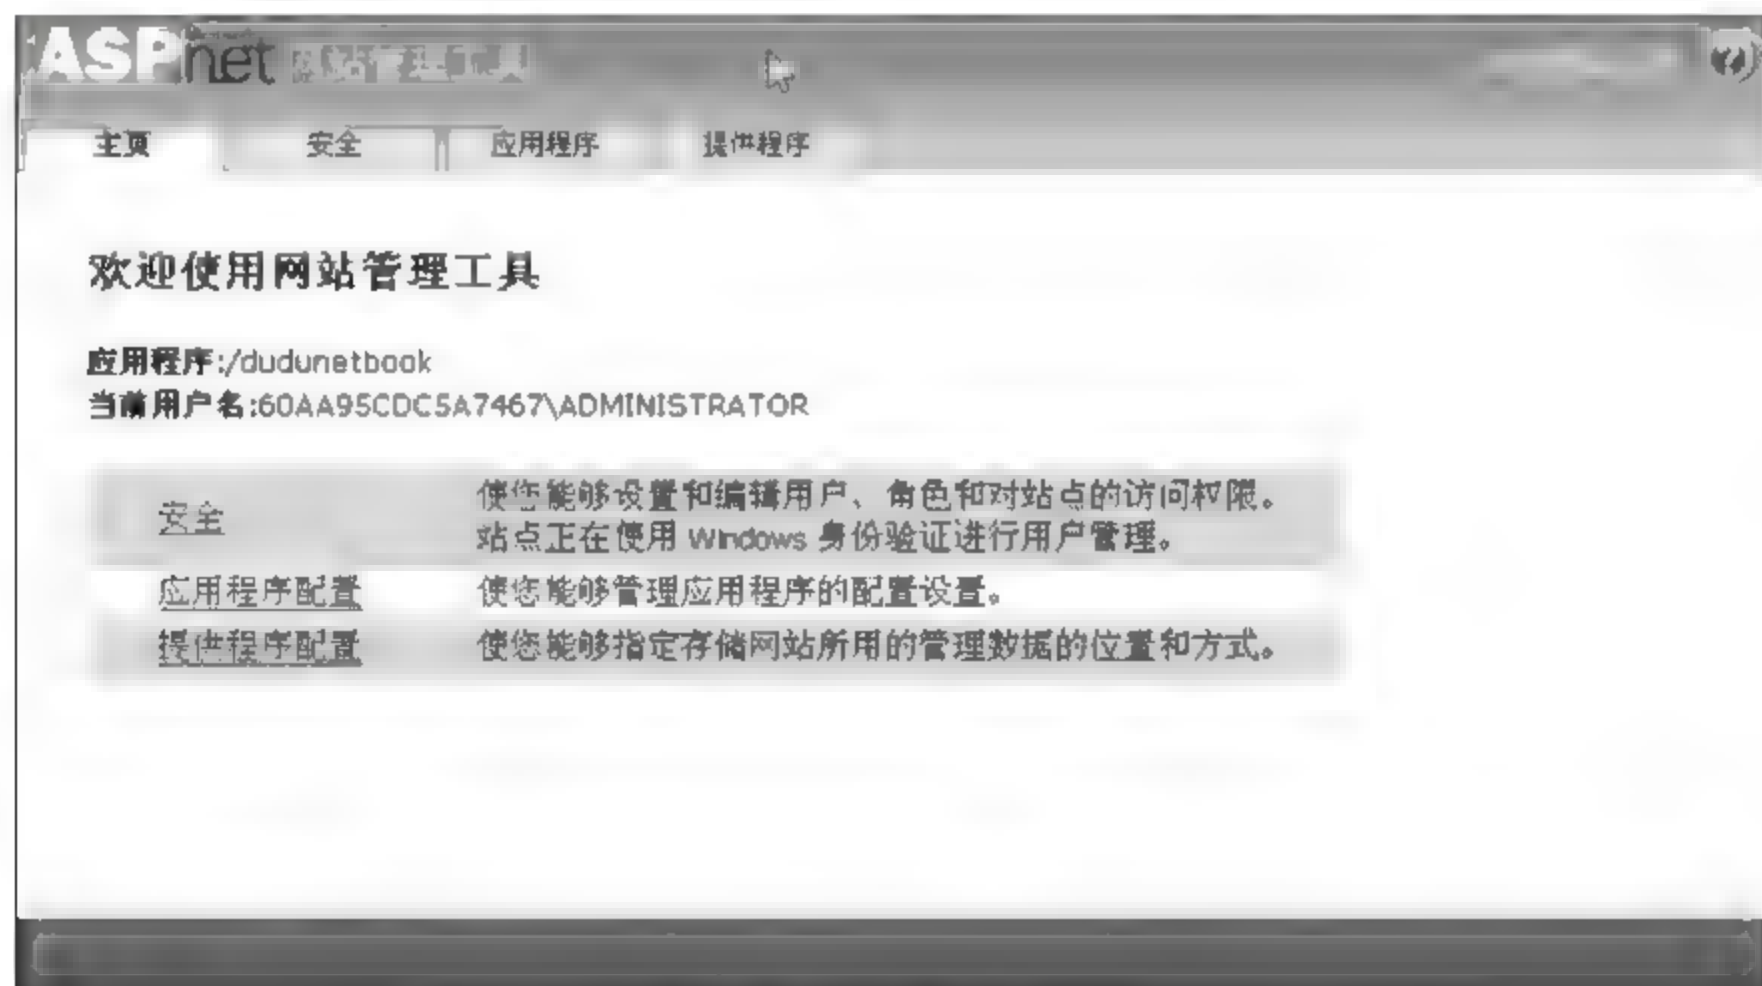 ASP.net 网站管理工具
主页 安全 应用程序 提供程序
欢迎使用网站管理工具
应用程序:/dudunetbook
当前用户名:60AA95CDC5A7467\ADMINISTRATOR
安全 使您能够设置和编辑用户、角色和对站点的访问权限。
站点正在使用 Windows 身份验证进行用户管理。
应用程序配置 使您能够管理应用程序的配置设置。
提供程序配置 使您能够指定存储网站所用的管理数据的位置和方式。